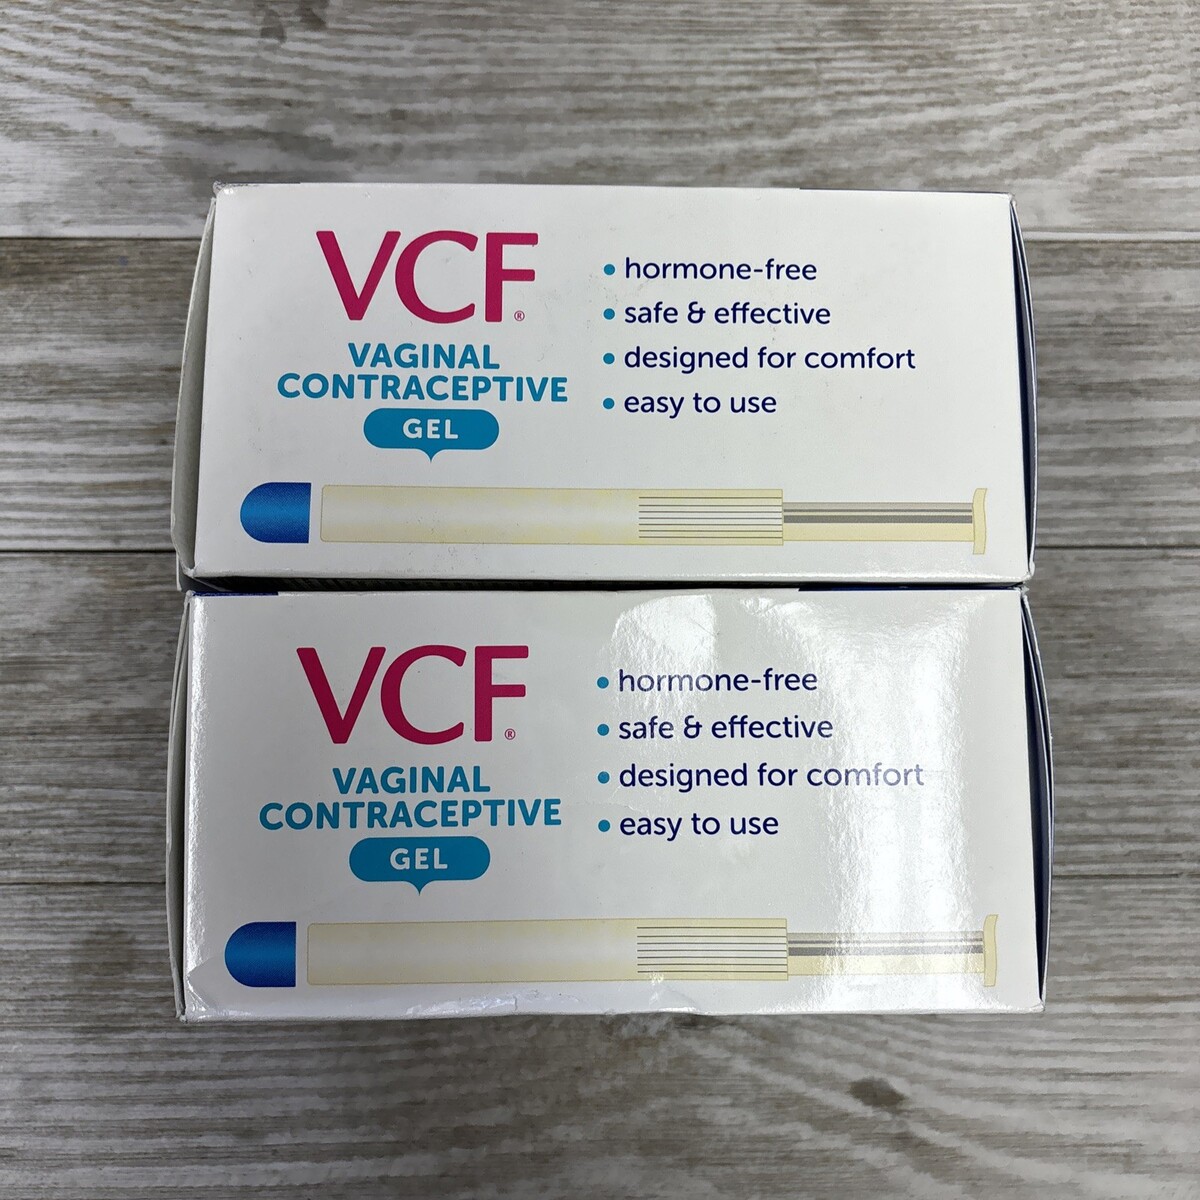 VCF®
VAGINAL
CONTRACEPTIVE
GEL
• hormone-free
• safe & effective
• designed for comfort
• easy to use
VCF®
VAGINAL
CONTRACEPTIVE
GEL
• hormone-free
• safe & effective
• designed for comfort
• easy to use